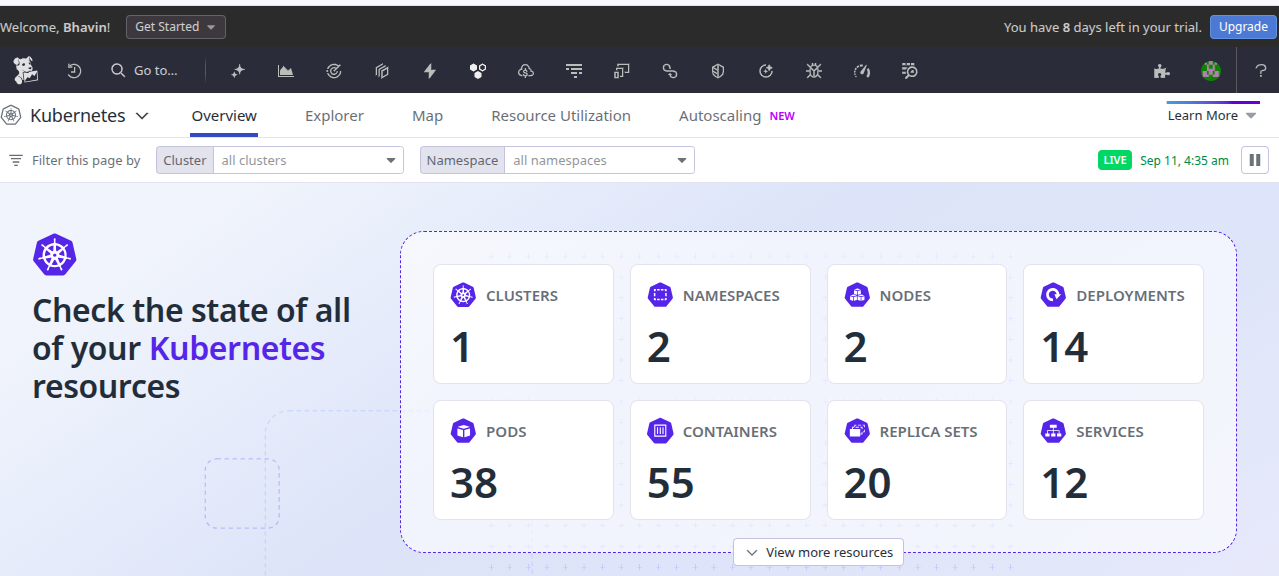 Welcome, Bhavin! Get Started You have 8 days left in your trial. Upgrade
Go to... ?
Kubernetes Overview Explorer Map Resource Utilization Autoscaling NEW Learn More
Filter this page by Cluster all clusters Namespace all namespaces LIVE Sep 11, 4:35 am
Check the state of all
of your Kubernetes
resources
CLUSTERS NAMESPACES NODES DEPLOYMENTS
1 2 2 14
PODS CONTAINERS REPLICA SETS SERVICES
38 55 20 12
View more resources